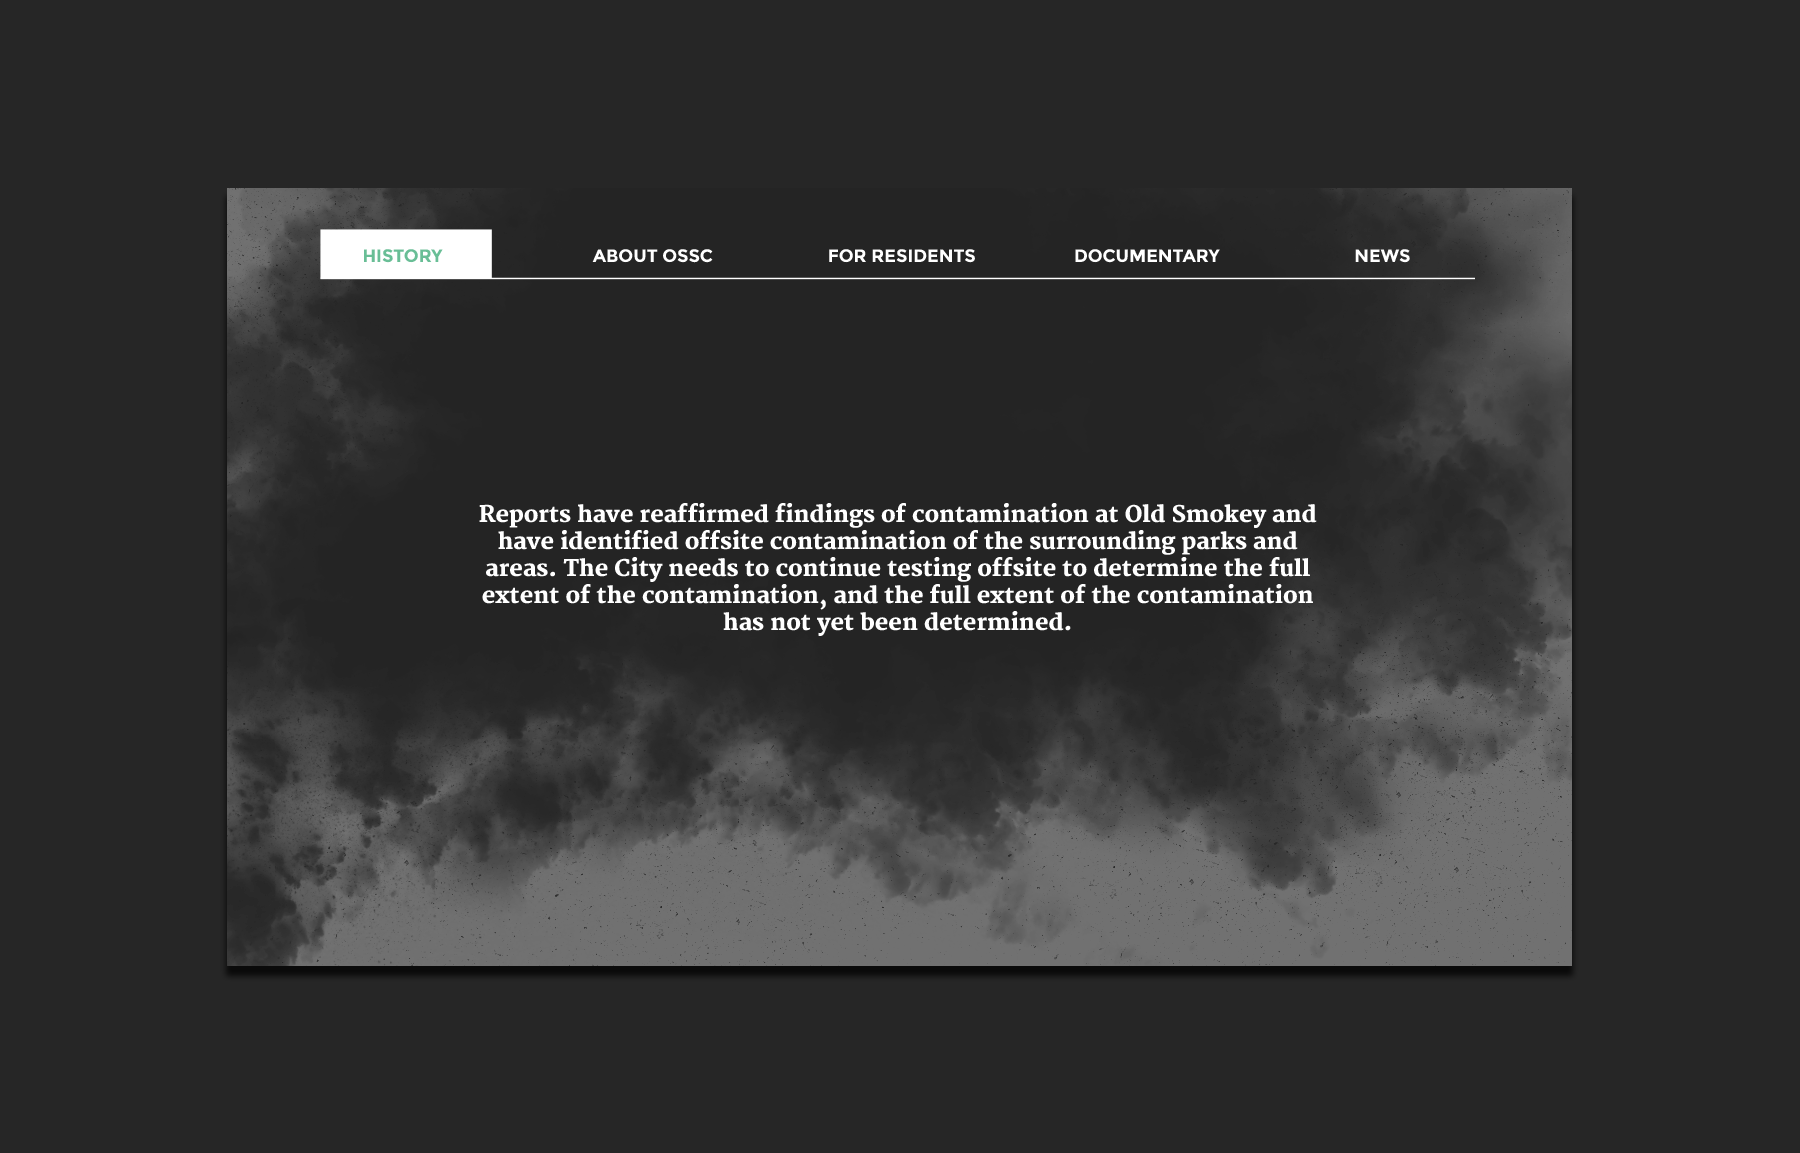 HISTORY ABOUT OSSC FOR RESIDENTS DOCUMENTARY NEWS
Reports have reaffirmed findings of contamination at Old Smokey and
have identified offsite contamination of the surrounding parks and
areas. The City needs to continue testing offsite to determine the full
extent of the contamination, and the full extent of the contamination
has not yet been determined.